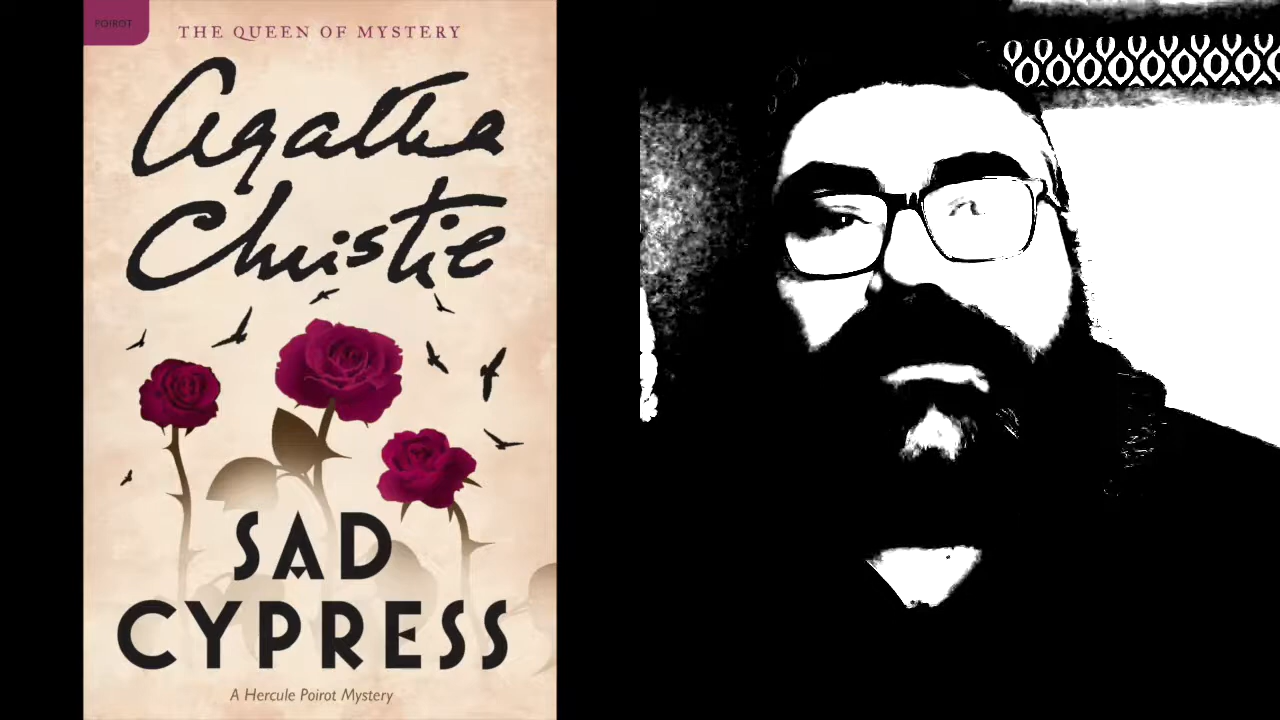 POIROT
THE QUEEN OF MYSTERY
Agatha
Christie
SAD
CYPRESS
A Hercule Poirot Mystery